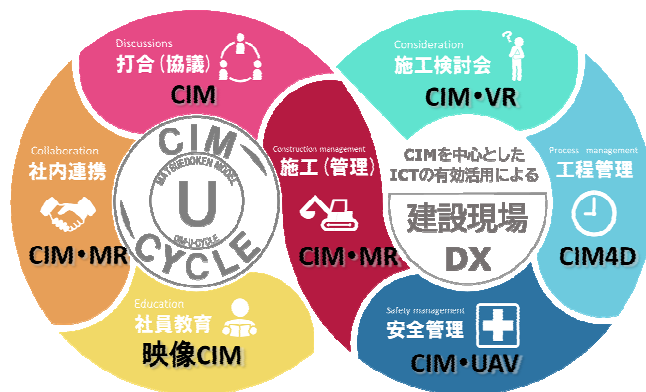 Discussions
打合(協議)
CIM
Consideration
施工検討会
CIM・VR
Collaboration
社内連携
CIM・MR
CIM
MATSUEDOKEN MODEL
U
CIM-U-CYCLE
CYCLE
Construction management
施工(管理)
CIM・MR
CIMを中心とした
ICTの有効活用による
建設現場
DX
Process management
工程管理
CIM4D
Education
社員教育
映像CIM
Safety management
安全管理
CIM・UAV